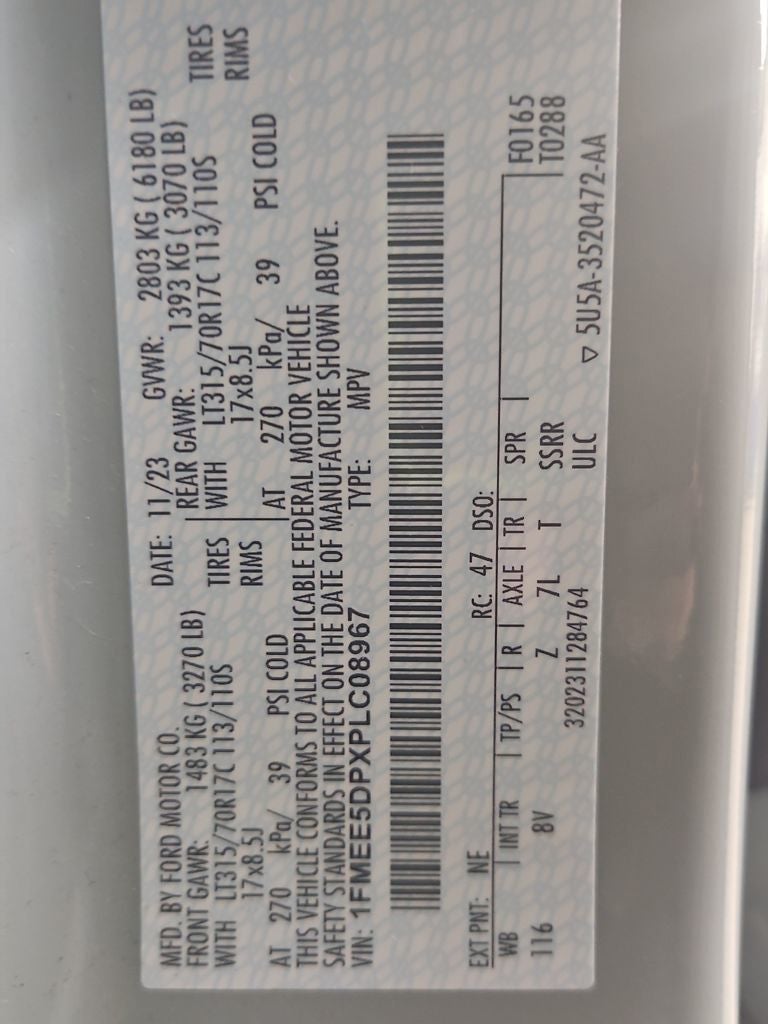 MFD. BY FORD MOTOR CO. DATE: 11/23 GVWR: 2803 KG ( 6180 LB)
FRONT GAWR: 1483 KG ( 3270 LB) REAR GAWR: 1393 KG ( 3070 LB)
WITH LT315/70R17C 113/110S TIRES WITH LT315/70R17C 113/110S TIRES
17x8.5J RIMS 17x8.5J RIMS
AT 270 kPa/ 39 PSI COLD AT 270 kPa/ 39 PSI COLD
THIS VEHICLE CONFORMS TO ALL APPLICABLE FEDERAL MOTOR VEHICLE
SAFETY STANDARDS IN EFFECT ON THE DATE OF MANUFACTURE SHOWN ABOVE.
VIN: 1FMEE5DPXPLC08967 TYPE: MPV
EXT PNT: NE RC: 47 DSO:
WB | INT TR | TP/PS | R | AXLE | TR | SPR | F0165
116 8V Z 7L T SSRR T0288
3202311284764 ULC
▽ 5U5A-3520472-AA